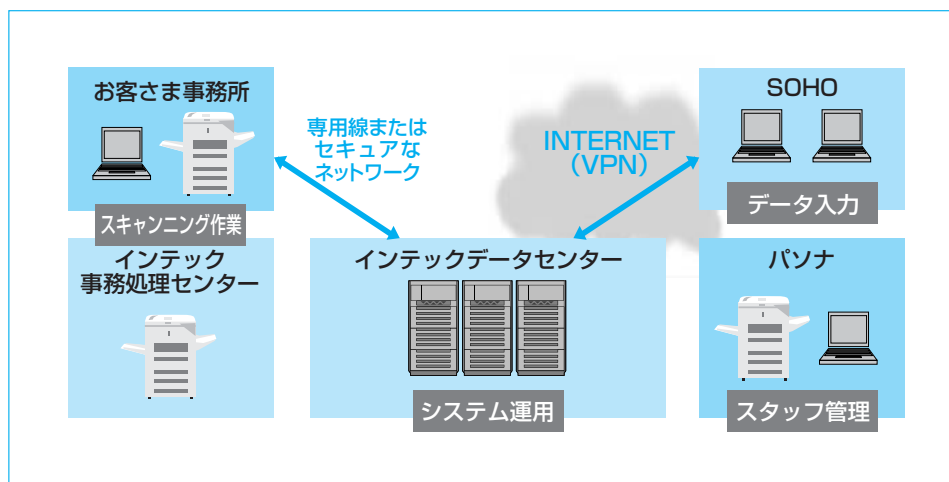 お客さま事務所
スキャンニング作業
インテック
事務処理センター
専用線または
セキュアな
ネットワーク
インテックデータセンター
システム運用
INTERNET
（VPN）
SOHO
データ入力
パソナ
スタッフ管理